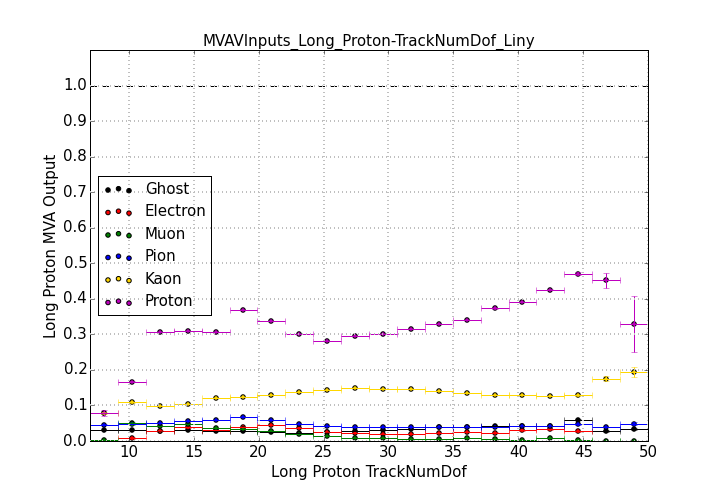 MVAVInputs_Long_Proton-TrackNumDof_Liny
1.0
0.9
0.8
0.7
0.6
0.5
0.4
0.3
0.2
0.1
0.0
Long Proton MVA Output
Ghost
Electron
Muon
Pion
Kaon
Proton
10 15 20 25 30 35 40 45 50
Long Proton TrackNumDof